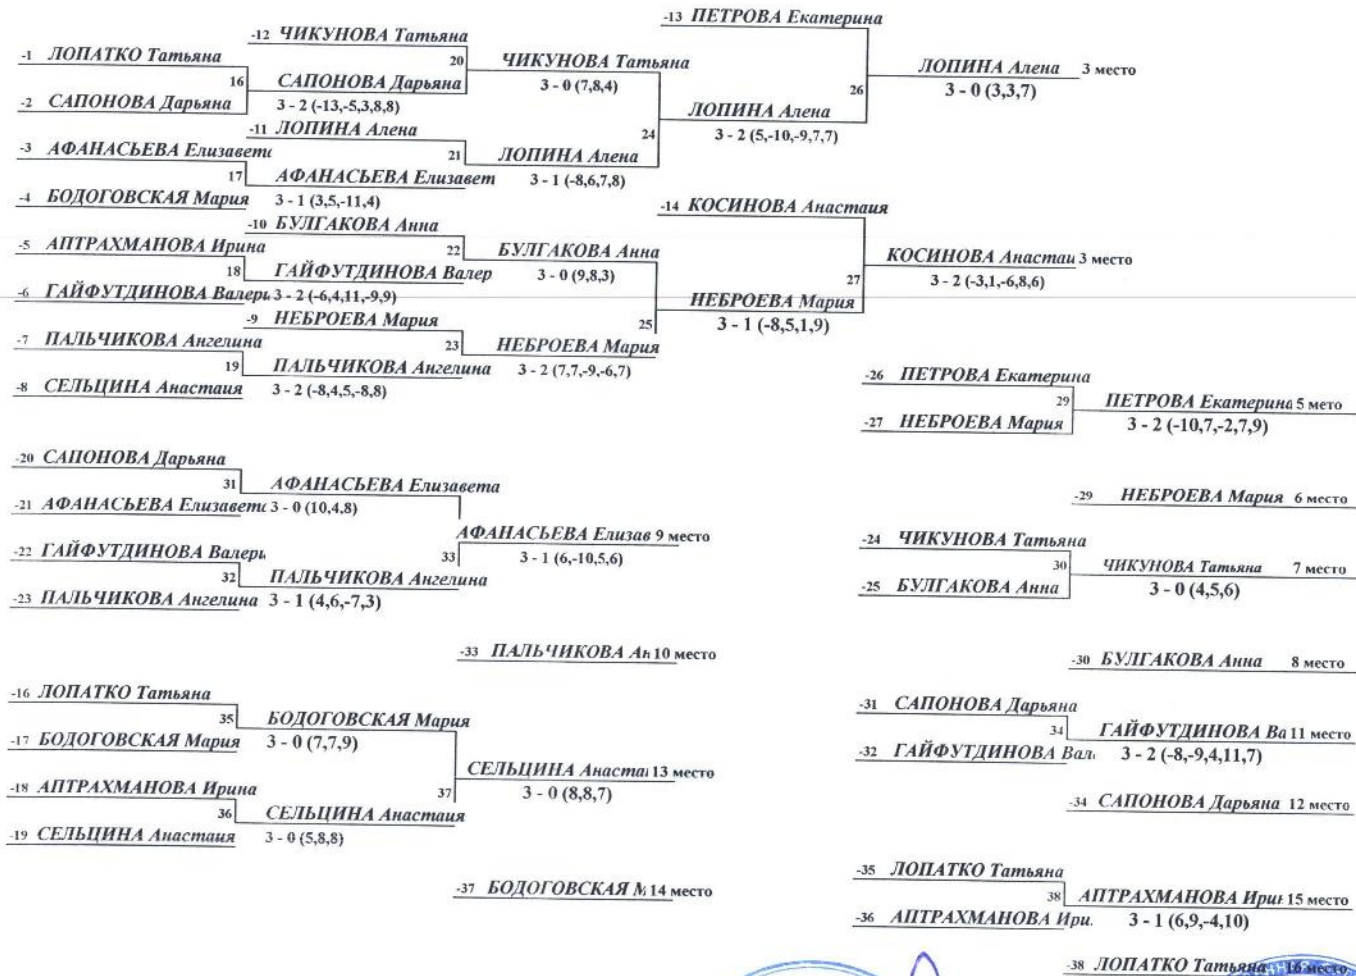 -13 ПЕТРОВА Екатерина
-12 ЧИКУНОВА Татьяна
-1 ЛОПАТКО Татьяна
20
ЧИКУНОВА Татьяна
3 - 0 (7,8,4)
ЛОПИНА Алена 3 место
3 - 0 (3,3,7)
16
САПОНОВА Дарьяна
3 - 2 (-13,-5,3,8,8)
26
-2 САПОНОВА Дарьяна
ЛОПИНА Алена
3 - 2 (5,-10,-9,7,7)
-11 ЛОПИНА Алена
24
-3 АФАНАСЬЕВА Елизавета
21
ЛОПИНА Алена
3 - 1 (-8,6,7,8)
17
АФАНАСЬЕВА Елизавет
3 - 1 (3,5,-11,4)
-4 БОДОГОВСКАЯ Мария
-14 КОСИНОВА Анастаия
-10 БУЛГАКОВА Анна
-5 АПТРАХМАНОВА Ирина
22
БУЛГАКОВА Анна
3 - 0 (9,8,3)
КОСИНОВА Анастаи 3 место
3 - 2 (-3,1,-6,8,6)
18
ГАЙФУТДИНОВА Валер
27
-6 ГАЙФУТДИНОВА Валери 3 - 2 (-6,4,11,-9,9)
НЕБРОЕВА Мария
3 - 1 (-8,5,1,9)
-9 НЕБРОЕВА Мария
25
-7 ПАЛЬЧИКОВА Ангелина
23
НЕБРОЕВА Мария
3 - 2 (7,7,-9,-6,7)
19
ПАЛЬЧИКОВА Ангелина
3 - 2 (-8,4,5,-8,8)
-8 СЕЛЬЦИНА Анастаия
-26 ПЕТРОВА Екатерина
29
ПЕТРОВА Екатерина 5 мето
3 - 2 (-10,7,-2,7,9)
-27 НЕБРОЕВА Мария
-20 САПОНОВА Дарьяна
31
АФАНАСЬЕВА Елизавета
-21 АФАНАСЬЕВА Елизавета 3 - 0 (10,4,8)
-29 НЕБРОЕВА Мария 6 место
АФАНАСЬЕВА Елизав 9 место
3 - 1 (6,-10,5,6)
33
-22 ГАЙФУТДИНОВА Валери
32
ПАЛЬЧИКОВА Ангелина
-23 ПАЛЬЧИКОВА Ангелина 3 - 1 (4,6,-7,3)
-24 ЧИКУНОВА Татьяна
30
ЧИКУНОВА Татьяна 7 место
3 - 0 (4,5,6)
-25 БУЛГАКОВА Анна
-33 ПАЛЬЧИКОВА Ан 10 место
-30 БУЛГАКОВА Анна 8 место
-16 ЛОПАТКО Татьяна
35
БОДОГОВСКАЯ Мария
-17 БОДОГОВСКАЯ Мария 3 - 0 (7,7,9)
-31 САПОНОВА Дарьяна
34
ГАЙФУТДИНОВА Ва 11 место
-32 ГАЙФУТДИНОВА Вал 3 - 2 (-8,-9,4,11,7)
СЕЛЬЦИНА Анаста 13 место
3 - 0 (8,8,7)
37
-18 АПТРАХМАНОВА Ирина
36
СЕЛЬЦИНА Анастаия
-19 СЕЛЬЦИНА Анастаия 3 - 0 (5,8,8)
-34 САПОНОВА Дарьяна 12 место
-37 БОДОГОВСКАЯ М 14 место
-35 ЛОПАТКО Татьяна
38
АПТРАХМАНОВА Ири 15 место
-36 АПТРАХМАНОВА Ири 3 - 1 (6,9,-4,10)
-38 ЛОПАТКО Татьяна 16 место